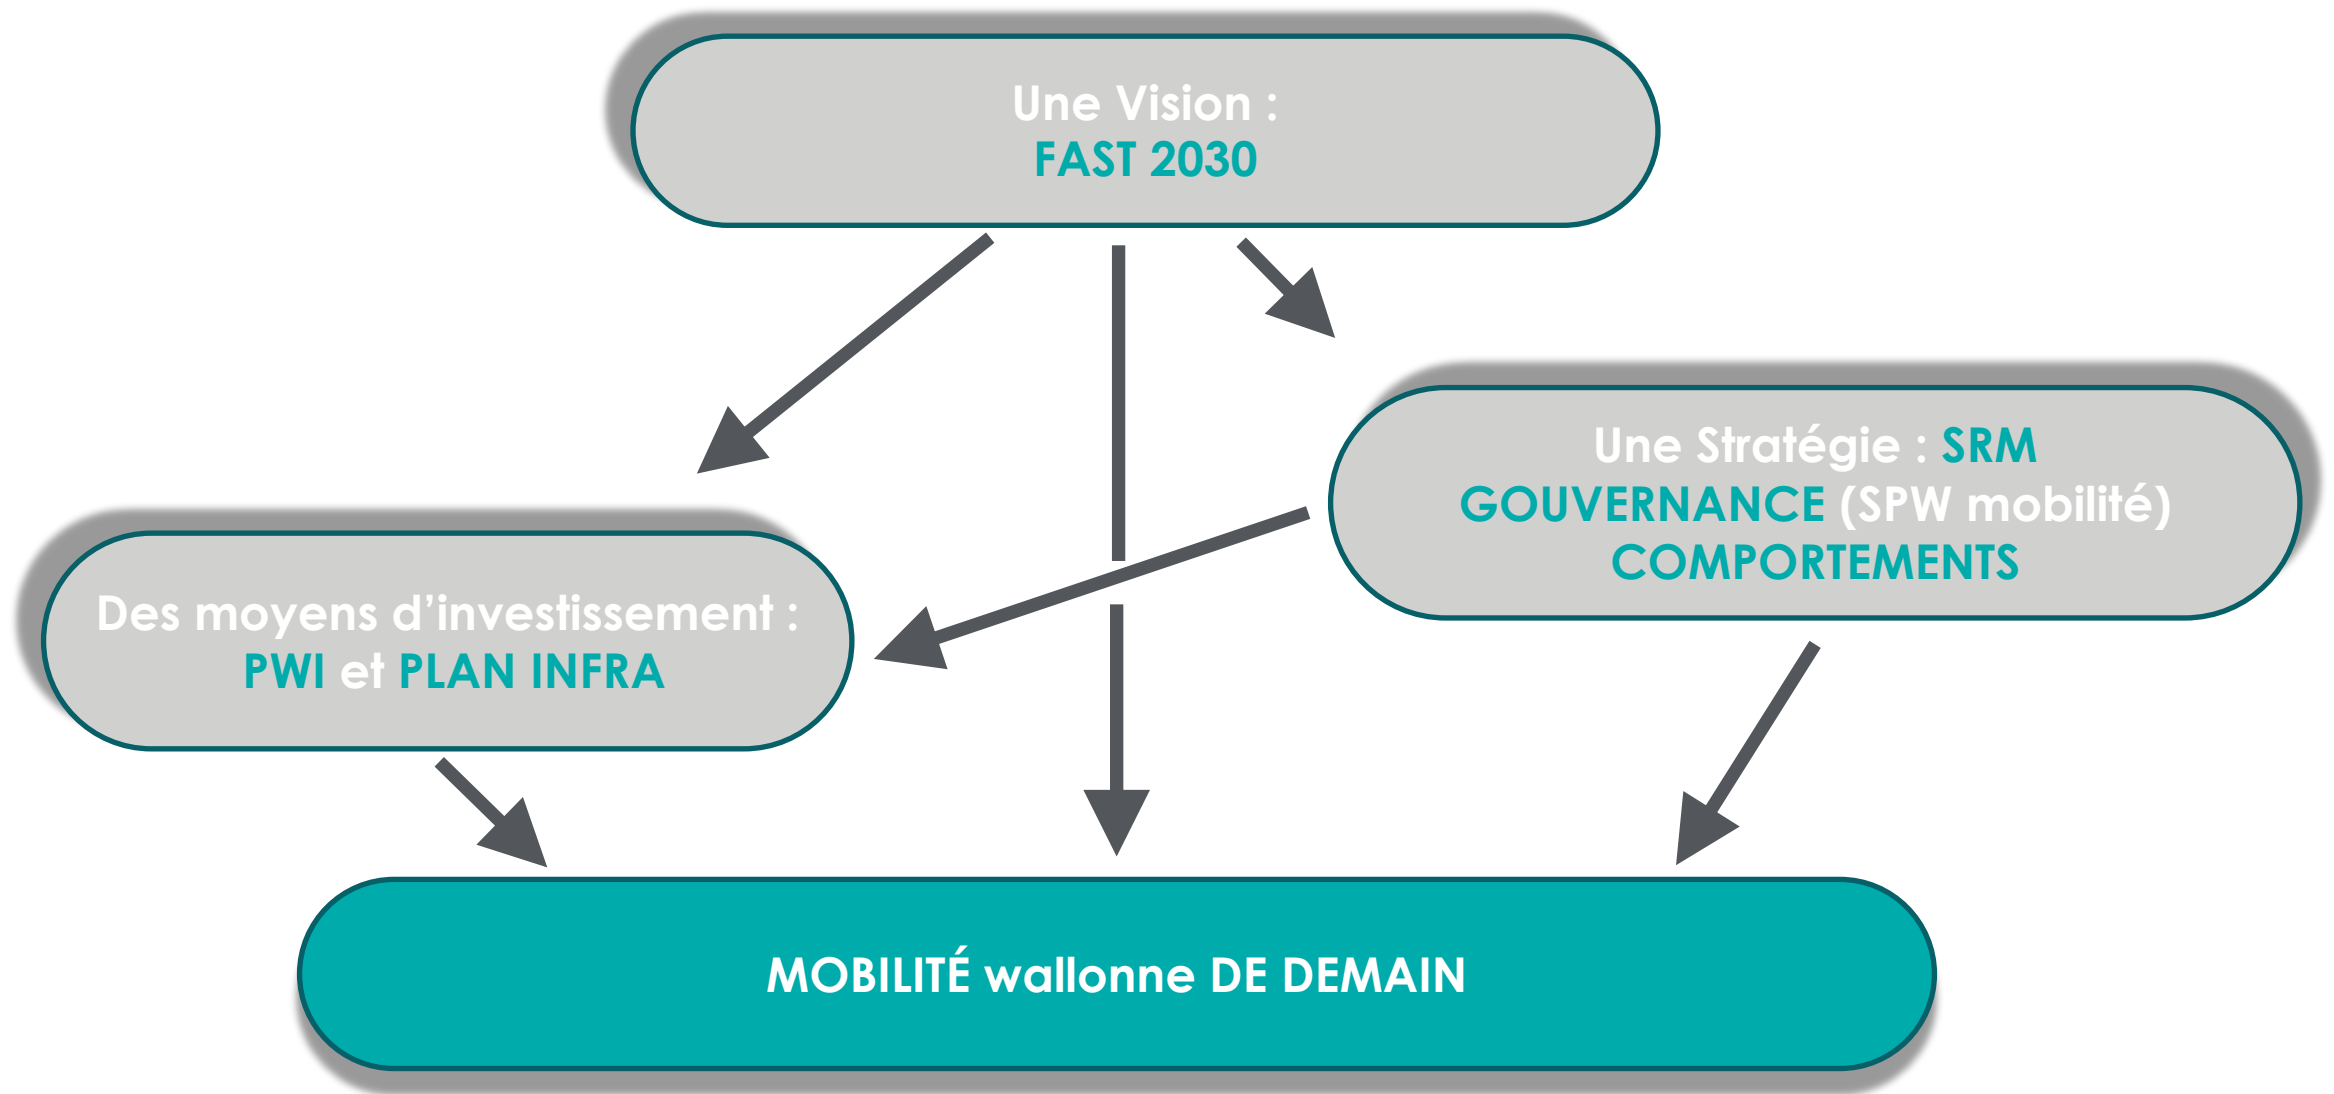 Une Vision :
FAST 2030
Une Stratégie : SRM
GOUVERNANCE (SPW mobilité)
COMPORTEMENTS
Des moyens d’investissement :
PWI et PLAN INFRA
MOBILITÉ wallonne DE DEMAIN